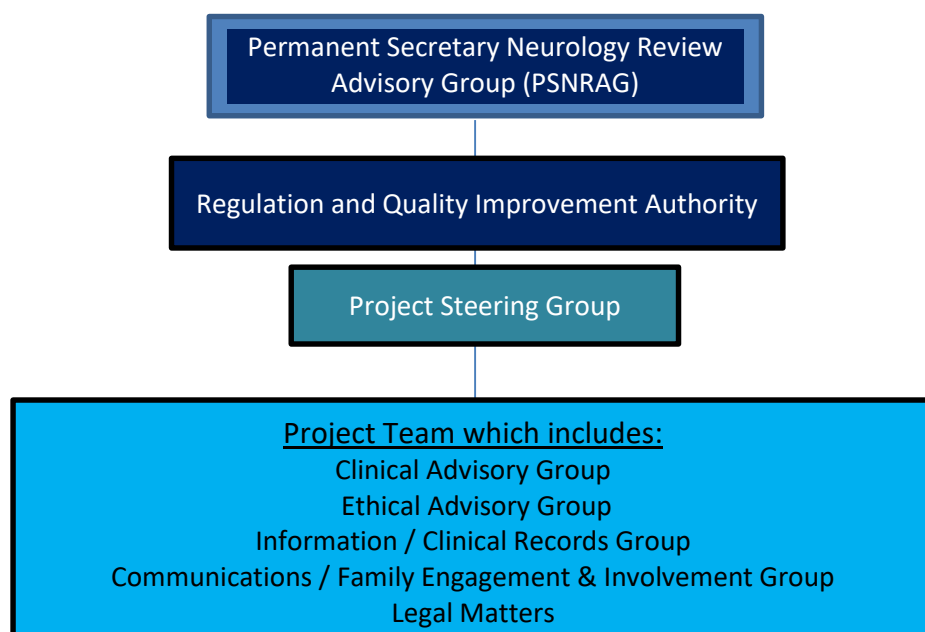 Permanent Secretary Neurology Review
Advisory Group (PSNRAG)
Regulation and Quality Improvement Authority
Project Steering Group
Project Team which includes:
Clinical Advisory Group
Ethical Advisory Group
Information / Clinical Records Group
Communications / Family Engagement & Involvement Group
Legal Matters